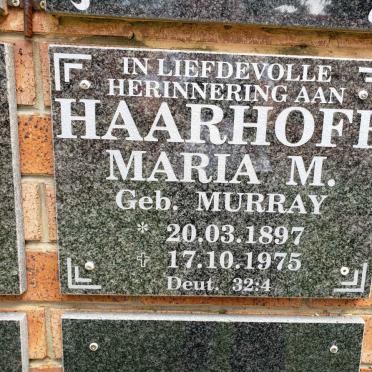 IN LIEFDEVOLLE
HERINNERING AAN
HAARHOFF
MARIA M.
Geb. MURRAY
* 20.03.1897
† 17.10.1975
Deut. 32:4